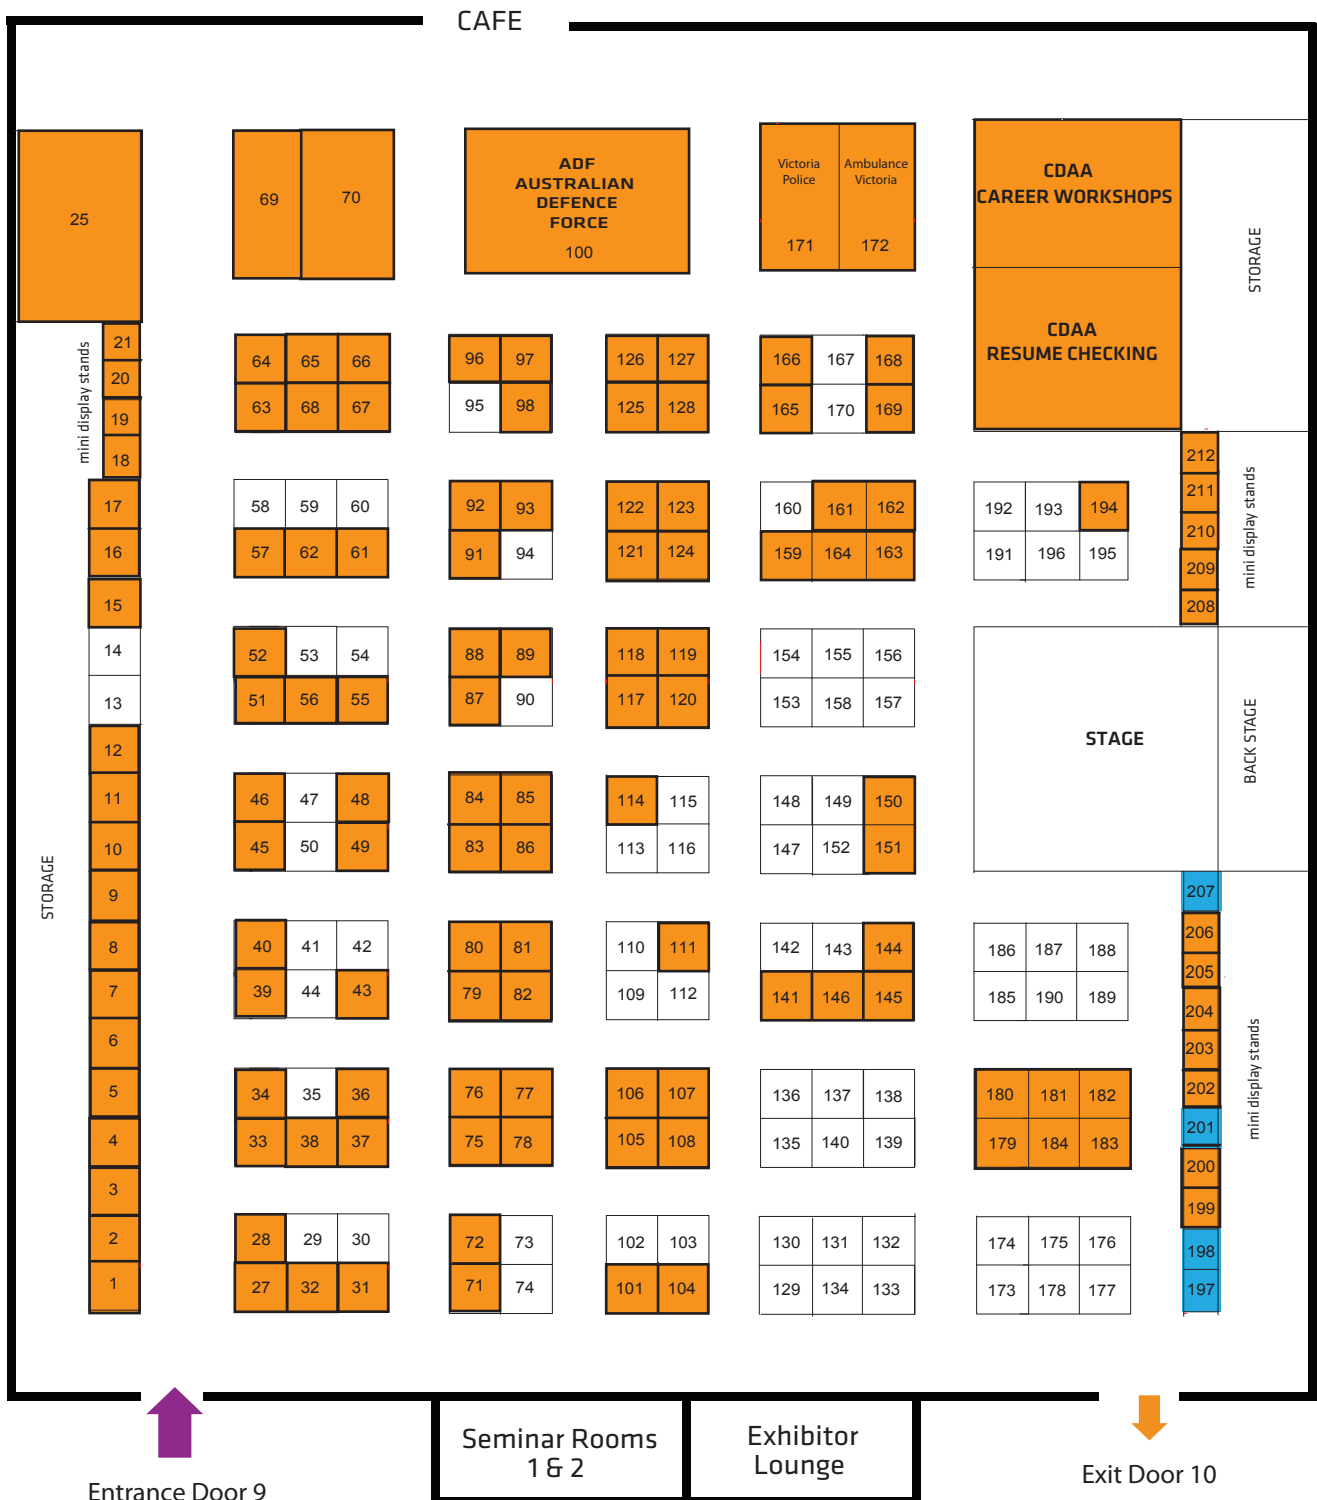 CAFE
ADF
AUSTRALIAN
DEFENCE
FORCE
100
Victoria
Police
171
Ambulance
Victoria
172
CDAA
CAREER WORKSHOPS
CDAA
RESUME CHECKING
STORAGE
25
69
70
21
20
19
18
mini display stands
64 65 66
63 68 67
96 97
95 98
126 127
125 128
166 167 168
165 170 169
17
16
15
14
13
12
11
10
9
8
7
6
5
4
3
2
1
STORAGE
58 59 60
57 62 61
92 93
91 94
122 123
121 124
160 161 162
159 164 163
192 193 194
191 196 195
212
211
210
209
208
mini display stands
52 53 54
51 56 55
88 89
87 90
118 119
117 120
154 155 156
153 158 157
STAGE
BACK STAGE
46 47 48
45 50 49
84 85
83 86
114 115
113 116
148 149 150
147 152 151
207
206
205
204
203
202
201
200
199
198
197
mini display stands
40 41 42
39 44 43
80 81
79 82
110 111
109 112
142 143 144
141 146 145
186 187 188
185 190 189
34 35 36
33 38 37
76 77
75 78
106 107
105 108
136 137 138
135 140 139
180 181 182
179 184 183
28 29 30
27 32 31
72 73
71 74
102 103
101 104
130 131 132
129 134 133
174 175 176
173 178 177
Entrance Door 9
Seminar Rooms
1 & 2
Exhibitor
Lounge
Exit Door 10